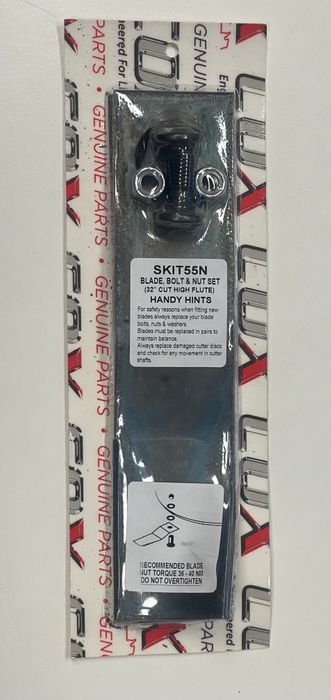 COX
GENUINE PARTS • GENUINE PARTS • GENUINE PARTS
SKIT55N
BLADE, BOLT & NUT SET
(32" CUT HIGH FLUTE)
HANDY HINTS
For safety reasons when fitting new
blades always replace your blade
bolts, nuts & washers.
Blades must be replaced in pairs to
maintain balance.
Always replace damaged cutter discs
and check for any movement in cutter
shafts.
RECOMMENDED BLADE
NUT TORQUE 35 - 40 NM
DO NOT OVERTIGHTEN